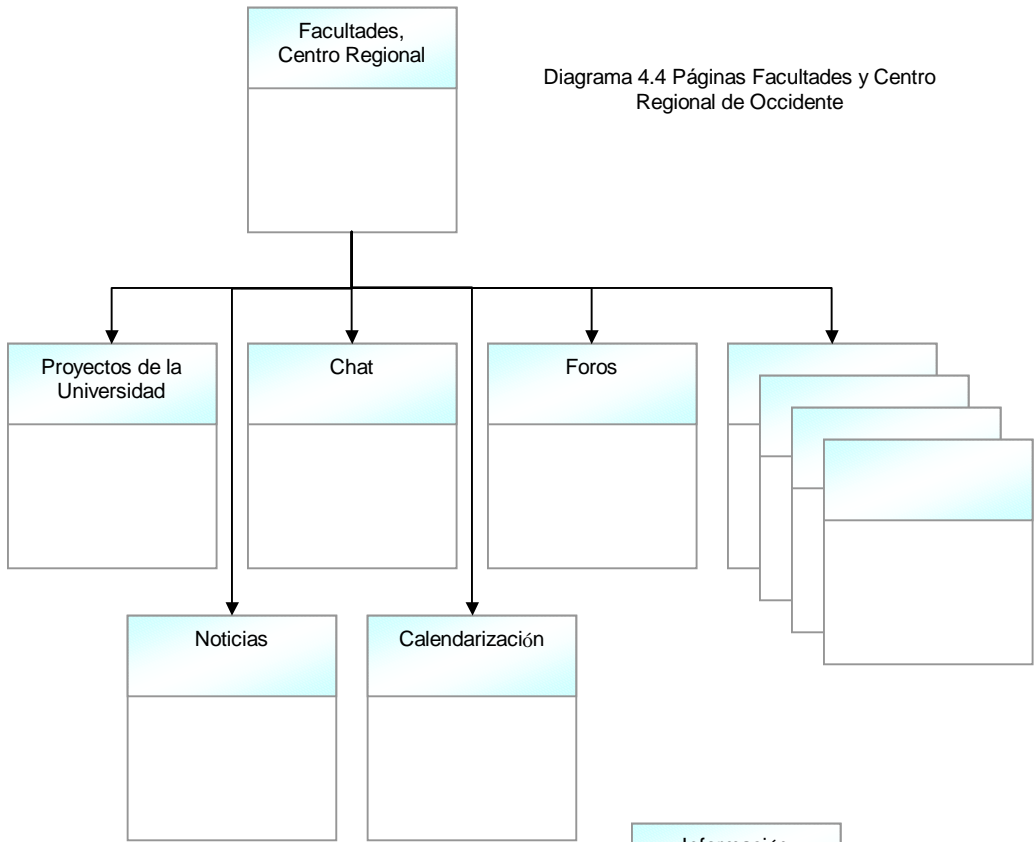 Facultades,
Centro Regional
Diagrama 4.4 Páginas Facultades y Centro
Regional de Occidente
Proyectos de la
Universidad
Chat
Foros
Noticias
Calendarización
Información